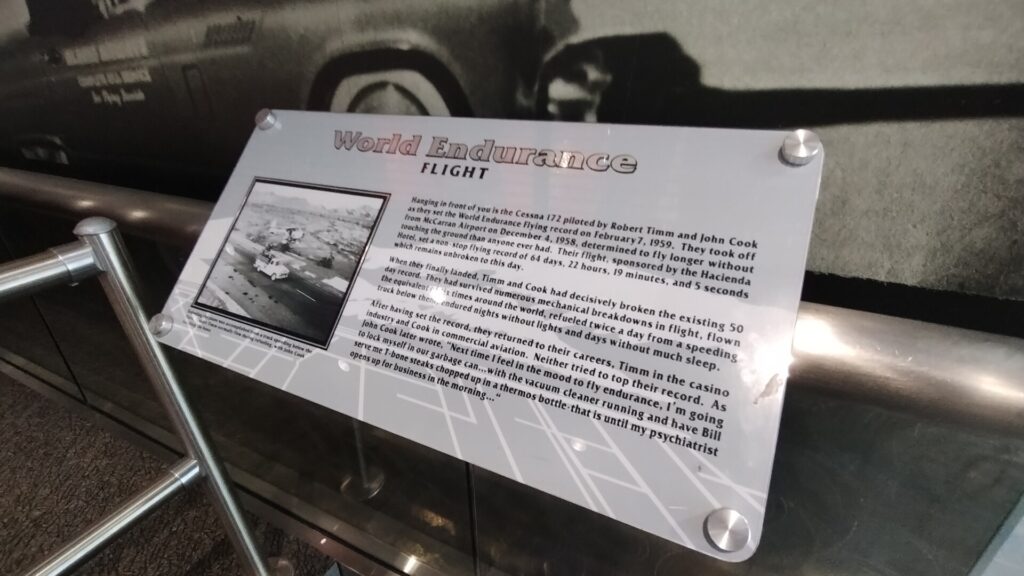 World Endurance
FLIGHT
Hanging in front of you is the Cessna 172 piloted by Robert Timm and John Cook
as they set the World Endurance Flying record on February 7, 1959. They took off
from McCarran Airport on December 4, 1958, determined to fly longer without
touching the ground than anyone ever had. Their flight, sponsored by the Hacienda
Hotel, set a non-stop flying record of 64 days, 22 hours, 19 minutes, and 5 seconds
which remains unbroken to this day.
When they finally landed, Timm and Cook had decisively broken the existing 50
day record. They had survived numerous mechanical breakdowns in flight, flown
the equivalent times around the world, refueled twice a day from a speeding
truck below them endured nights without lights and days without much sleep.
After having set the record, they returned to their careers, Timm in the casino
industry and Cook in commercial aviation. Neither tried to top their record. As
John Cook later wrote, "Next time I feel in the mood to fly endurance, I'm going
to lock myself in our garbage can...with the vacuum cleaner running and have Bill
serve me T-bone steaks chopped up in a thermos bottle-that is until my psychiatrist
opens up for business in the morning..."